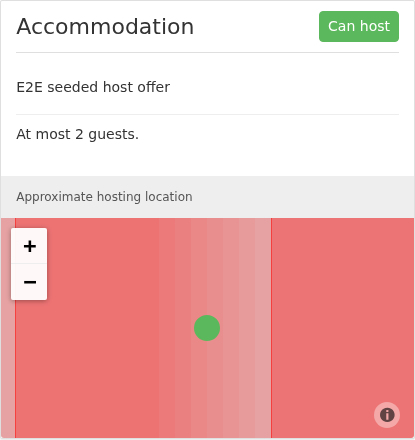 Accommodation
Can host
E2E seeded host offer
At most 2 guests.
Approximate hosting location
+
−
i